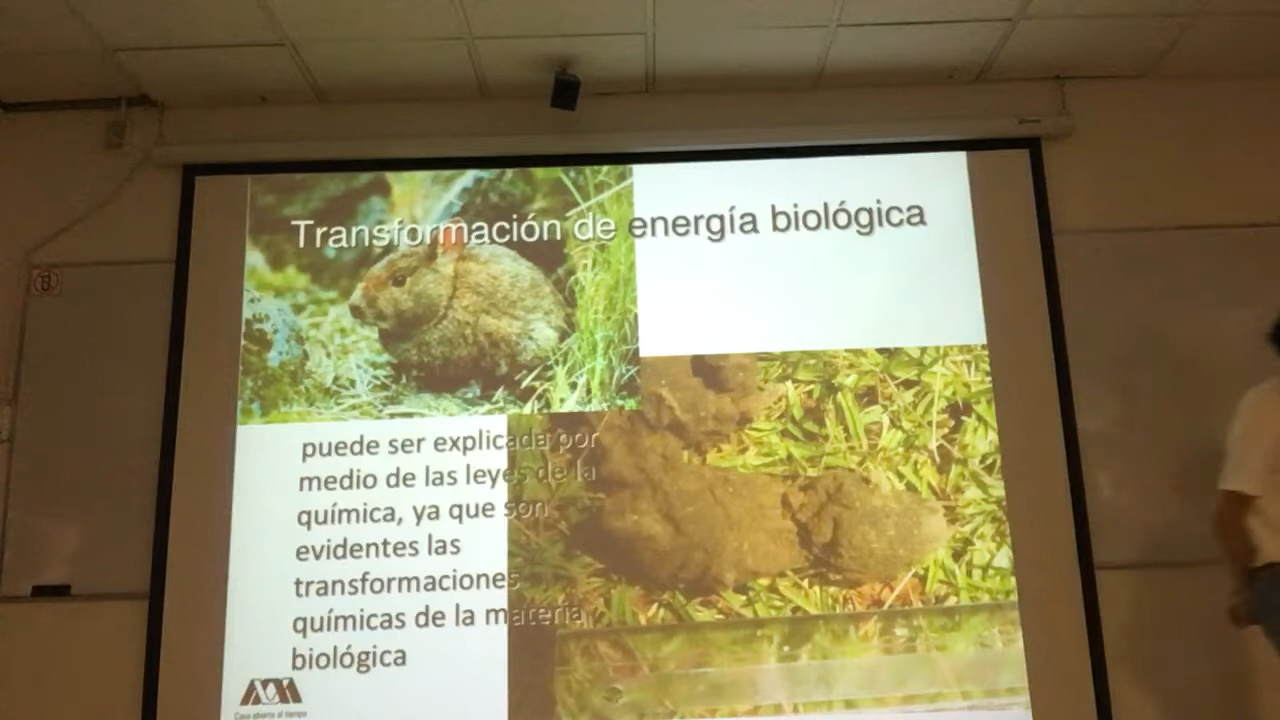 Transformación de energía biológica
puede ser explicada por
medio de las leyes de la
química, ya que son
evidentes las
transformaciones
químicas de la materia
biológica
Casa abierta al tiempo